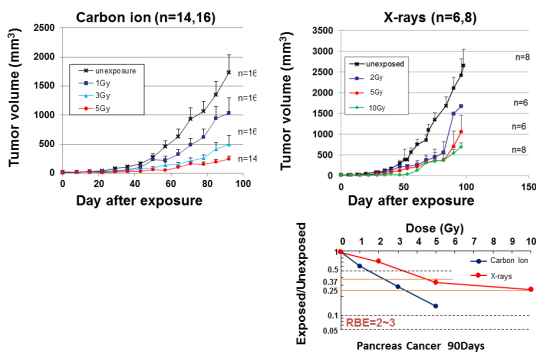 Carbon ion (n=14,16)
Tumor volume (mm³)
2500
2000
1500
1000
500
0
unexposure
1Gy
3Gy
5Gy
n=16
n=16
n=16
n=14
0 20 40 60 80 100
Day after exposure
X-rays (n=6,8)
Tumor volume (mm³)
3500
3000
2500
2000
1500
1000
500
0
unexposed
2Gy
5Gy
10Gy
n=8
n=6
n=6
n=8
0 50 100 150
Day after exposure
Dose (Gy)
0 1 2 3 4 5 6 7 8 9 10
Exposed/Unexposed
1
0.5
0.37
0.25
0.1
0.05
Carbon Ion
X-rays
RBE=2~3
Pancreas Cancer 90Days